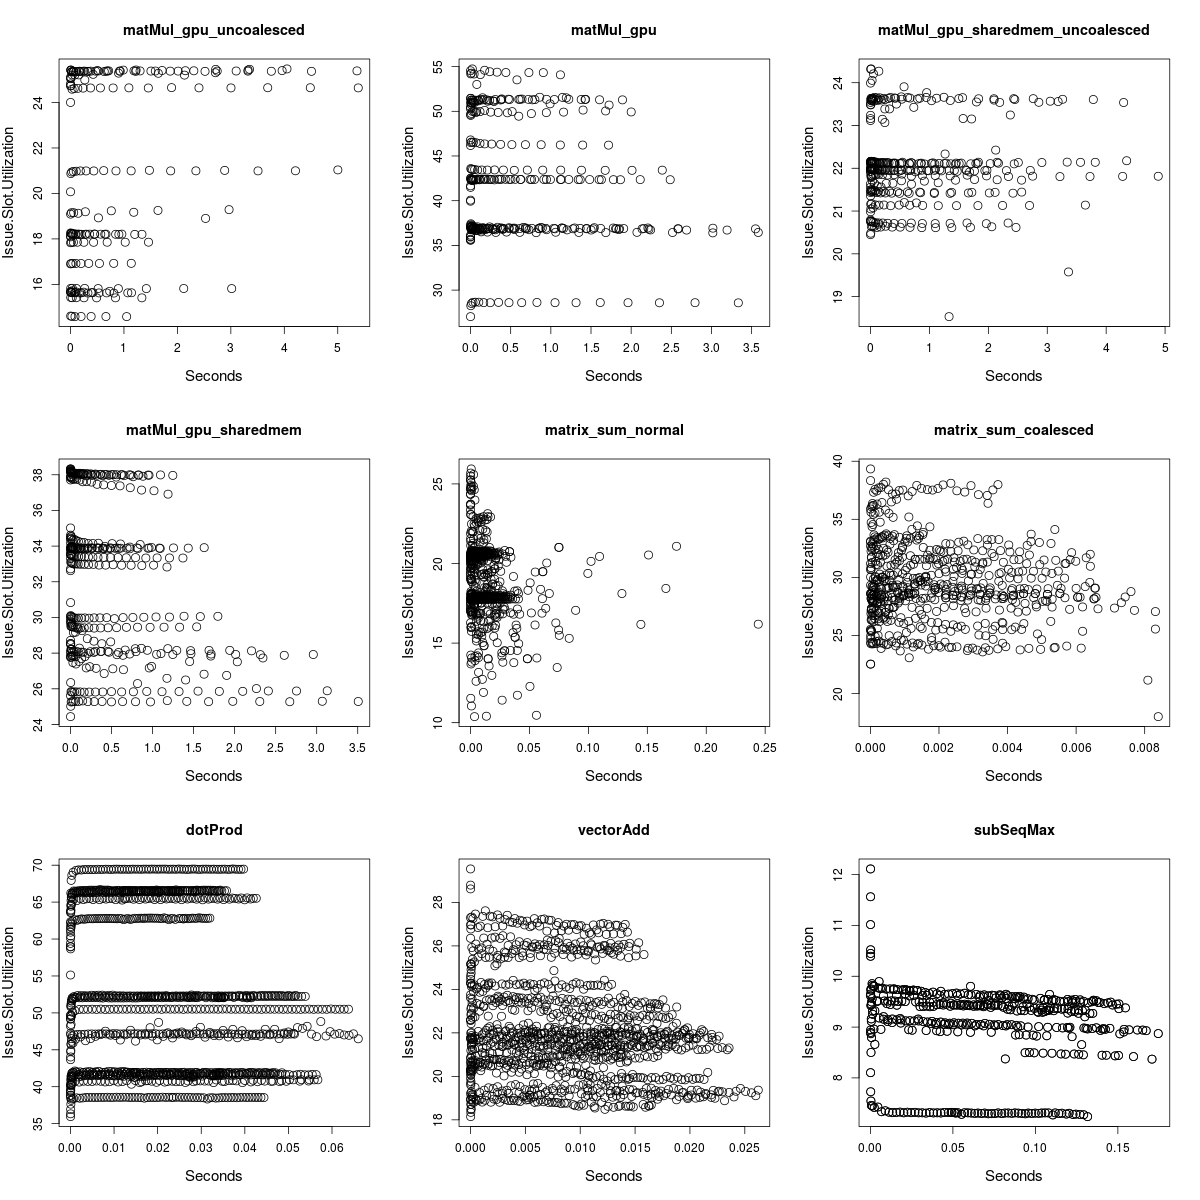 matMul_gpu_uncoalesced
Issue.Slot.Utilization
24
22
20
18
16
0 1 2 3 4 5
Seconds
matMul_gpu
Issue.Slot.Utilization
55
50
45
40
35
30
0.0 0.5 1.0 1.5 2.0 2.5 3.0 3.5
Seconds
matMul_gpu_sharedmem_uncoalesced
Issue.Slot.Utilization
24
23
22
21
20
19
0 1 2 3 4 5
Seconds
matMul_gpu_sharedmem
Issue.Slot.Utilization
38
36
34
32
30
28
26
24
0.0 0.5 1.0 1.5 2.0 2.5 3.0 3.5
Seconds
matrix_sum_normal
Issue.Slot.Utilization
25
20
15
10
0.00 0.05 0.10 0.15 0.20 0.25
Seconds
matrix_sum_coalesced
Issue.Slot.Utilization
40
35
30
25
20
0.000 0.002 0.004 0.006 0.008
Seconds
dotProd
Issue.Slot.Utilization
70
65
60
55
50
45
40
35
0.00 0.01 0.02 0.03 0.04 0.05 0.06
Seconds
vectorAdd
Issue.Slot.Utilization
28
26
24
22
20
18
0.000 0.005 0.010 0.015 0.020 0.025
Seconds
subSeqMax
Issue.Slot.Utilization
12
11
10
9
8
0.00 0.05 0.10 0.15
Seconds